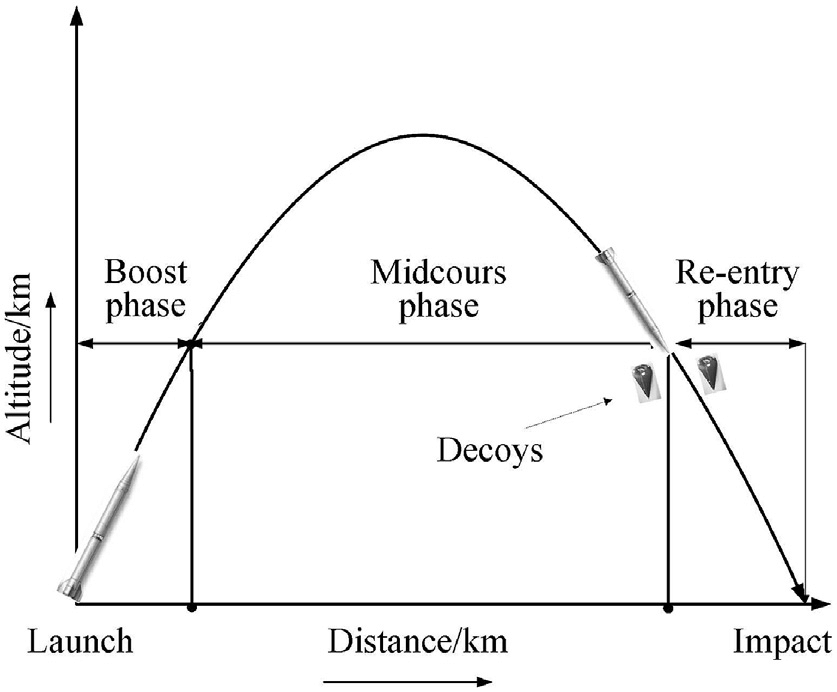 Boost
phase
Midcours
phase
Re-entry
phase
Altitude/km
Decoys
Launch
Distance/km
Impact